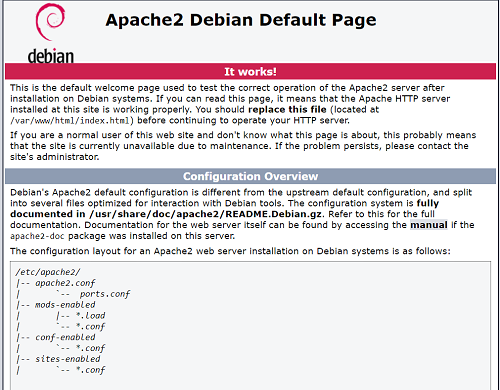 Apache2 Debian Default Page
debian
It works!
This is the default welcome page used to test the correct operation of the Apache2 server after
installation on Debian systems. If you can read this page, it means that the Apache HTTP server
installed at this site is working properly. You should replace this file (located at
/var/www/html/index.html) before continuing to operate your HTTP server.
If you are a normal user of this web site and don't know what this page is about, this probably means
that the site is currently unavailable due to maintenance. If the problem persists, please contact the
site's administrator.
Configuration Overview
Debian's Apache2 default configuration is different from the upstream default configuration, and split
into several files optimized for interaction with Debian tools. The configuration system is fully
documented in /usr/share/doc/apache2/README.Debian.gz. Refer to this for the full
documentation. Documentation for the web server itself can be found by accessing the manual if the
apache2-doc package was installed on this server.
The configuration layout for an Apache2 web server installation on Debian systems is as follows:
/etc/apache2/
|-- apache2.conf
|       `--  ports.conf
|-- mods-enabled
|       |-- *.load
|       `-- *.conf
|-- conf-enabled
|       `-- *.conf
|-- sites-enabled
|       `-- *.conf